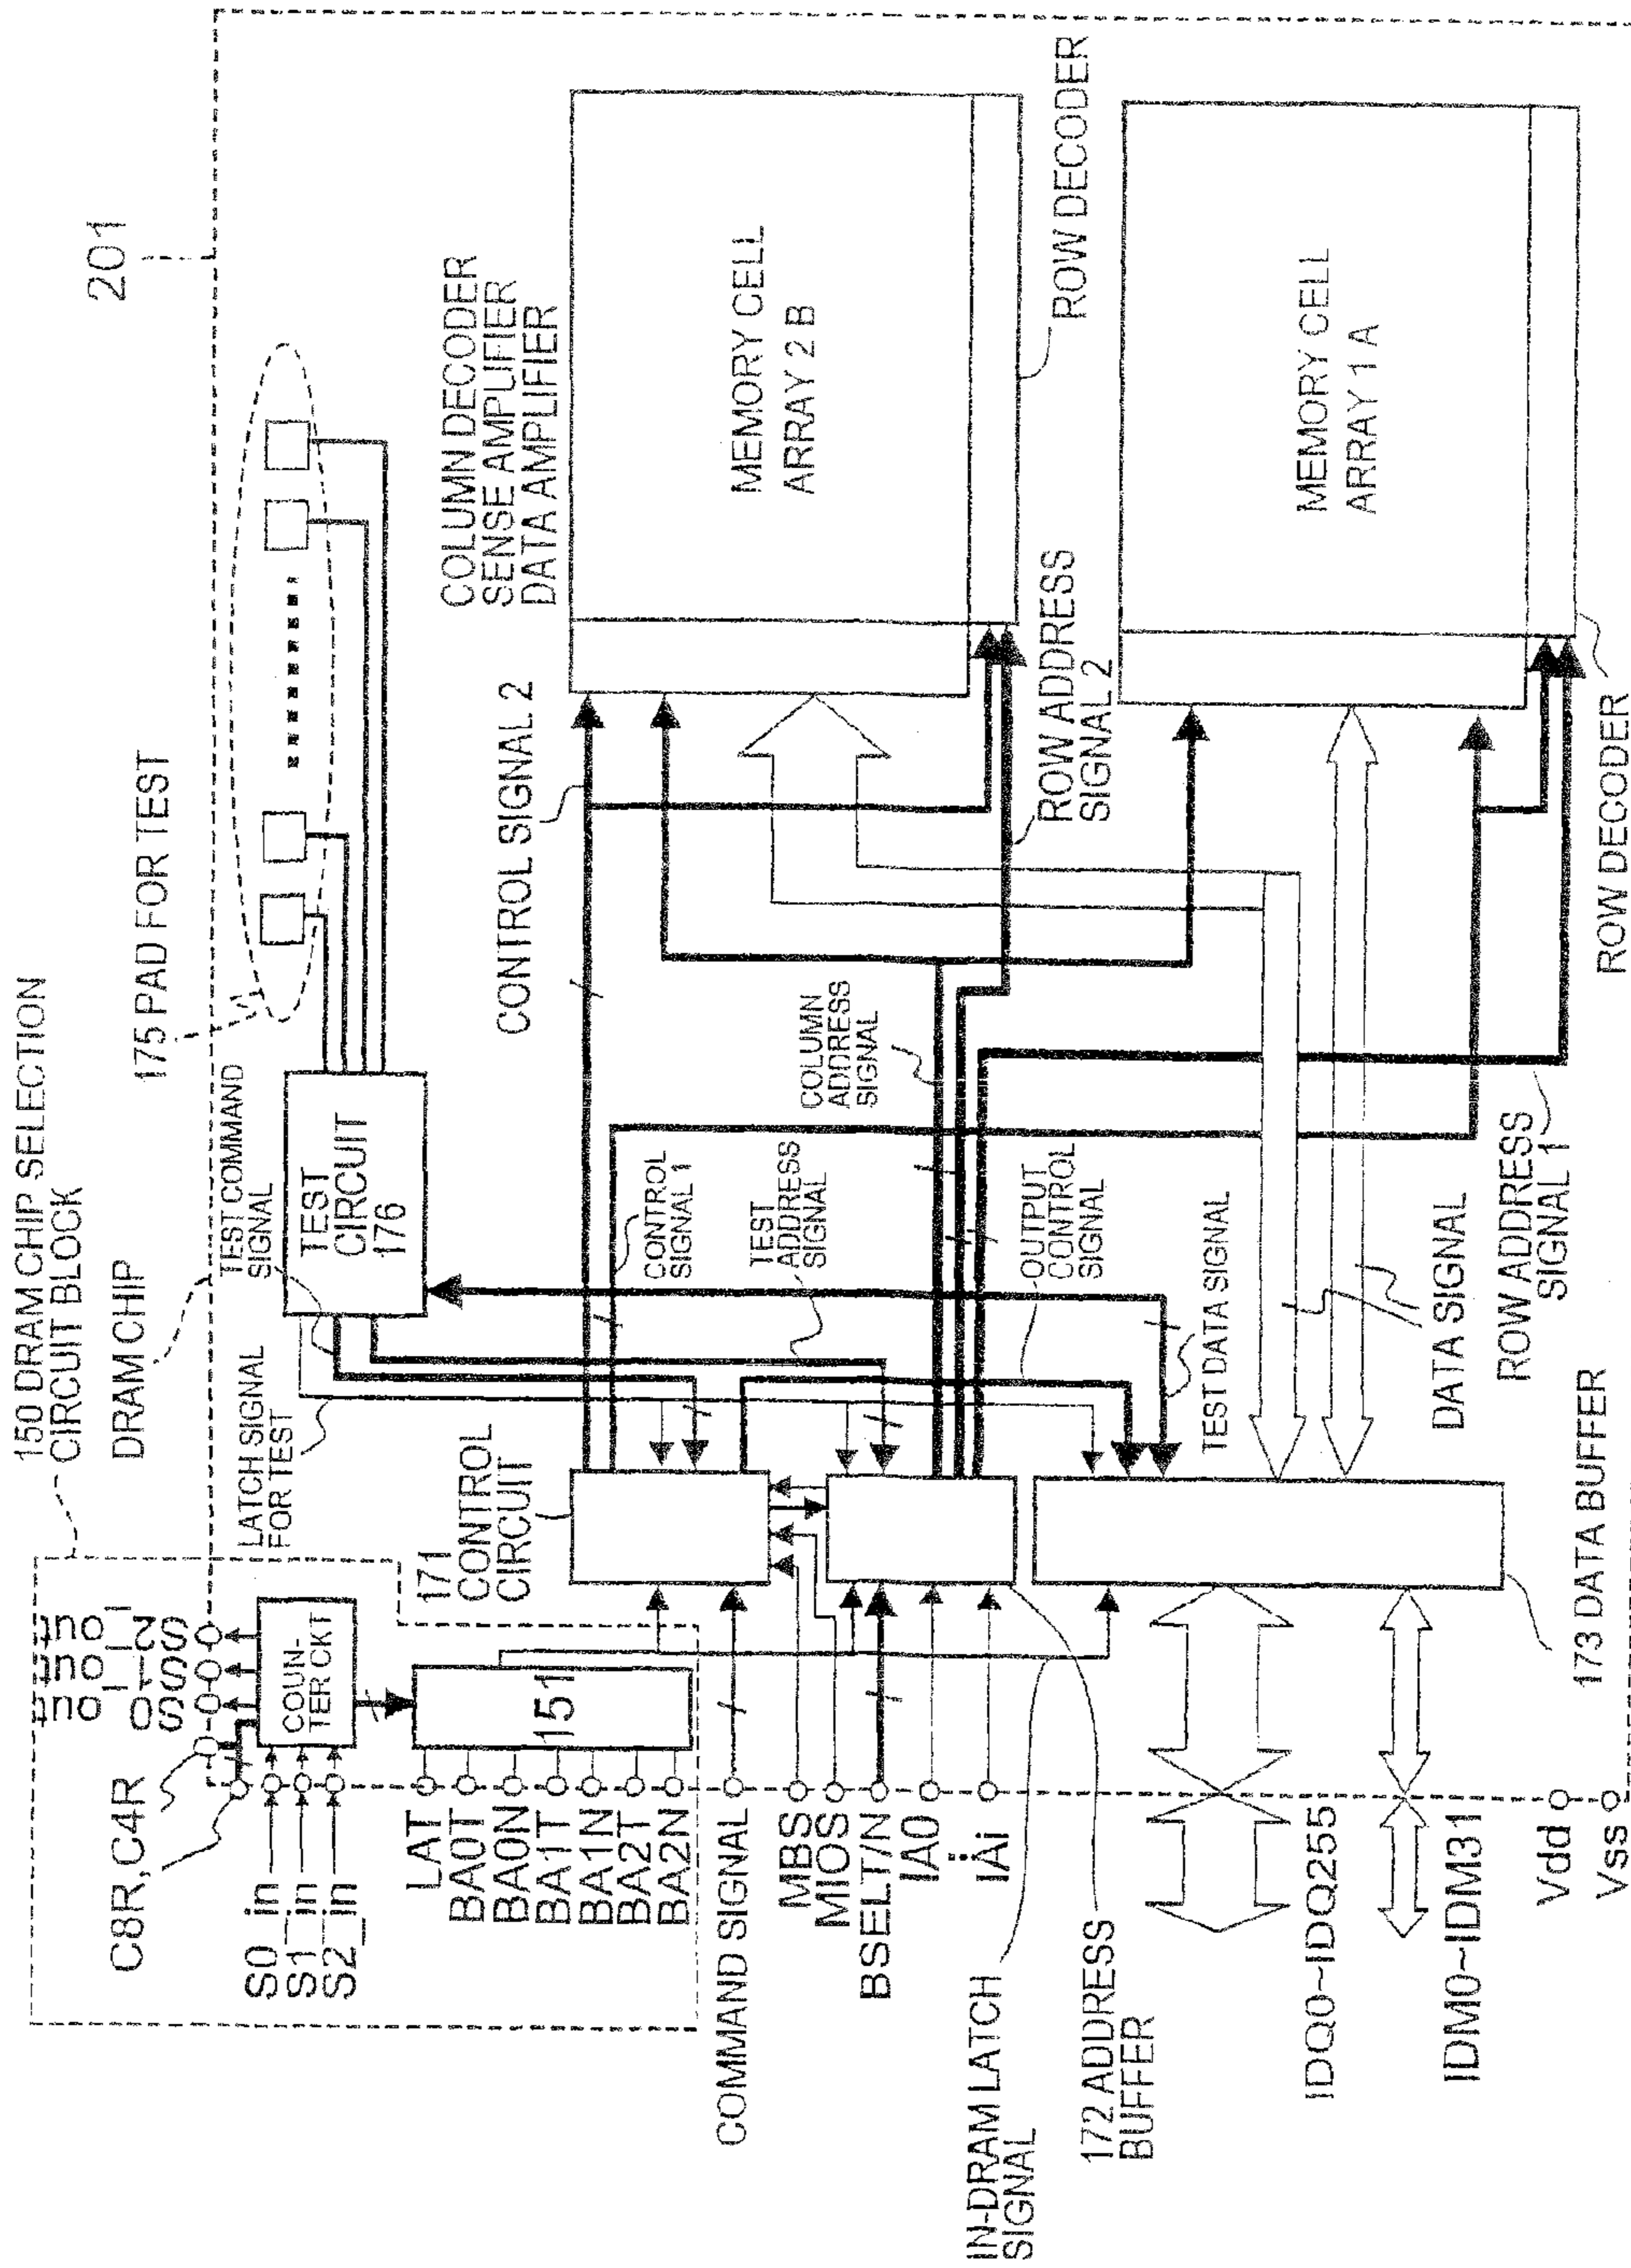 201
150 DRAM CHIP SELECTION
CIRCUIT BLOCK
DRAM CHIP
175 PAD FOR TEST
C8R,C4R
S0_out
S1_out
S2_out
S0_in
S1_in
S2_in
COUN-
TER CKT
LATCH SIGNAL
FOR TEST
TEST COMMAND
SIGNAL
TEST
CIRCUIT
176
LAT
BA0T
BA0N
BA1T
BA1N
BA2T
BA2N
151
171
CONTROL
CIRCUIT
CONTROL SIGNAL 2
COLUMN DECODER
SENSE AMPLIFIER
DATA AMPLIFIER
CONTROL
SIGNAL 1
TEST
ADDRESS
SIGNAL
COLUMN
ADDRESS
SIGNAL
MEMORY CELL
ARRAY 2 B
ROW DECODER
ROW ADDRESS
SIGNAL 2
COMMAND SIGNAL
MBS
MIOS
BSELT/N
IA0
IAi
OUTPUT
CONTROL
SIGNAL
TEST DATA SIGNAL
IN-DRAM LATCH
SIGNAL
172 ADDRESS
BUFFER
MEMORY CELL
ARRAY 1 A
IDQ0~IDQ255
IDM0~IDM31
DATA SIGNAL
ROW ADDRESS
SIGNAL 1
ROW DECODER
Vdd
Vss
173 DATA BUFFER